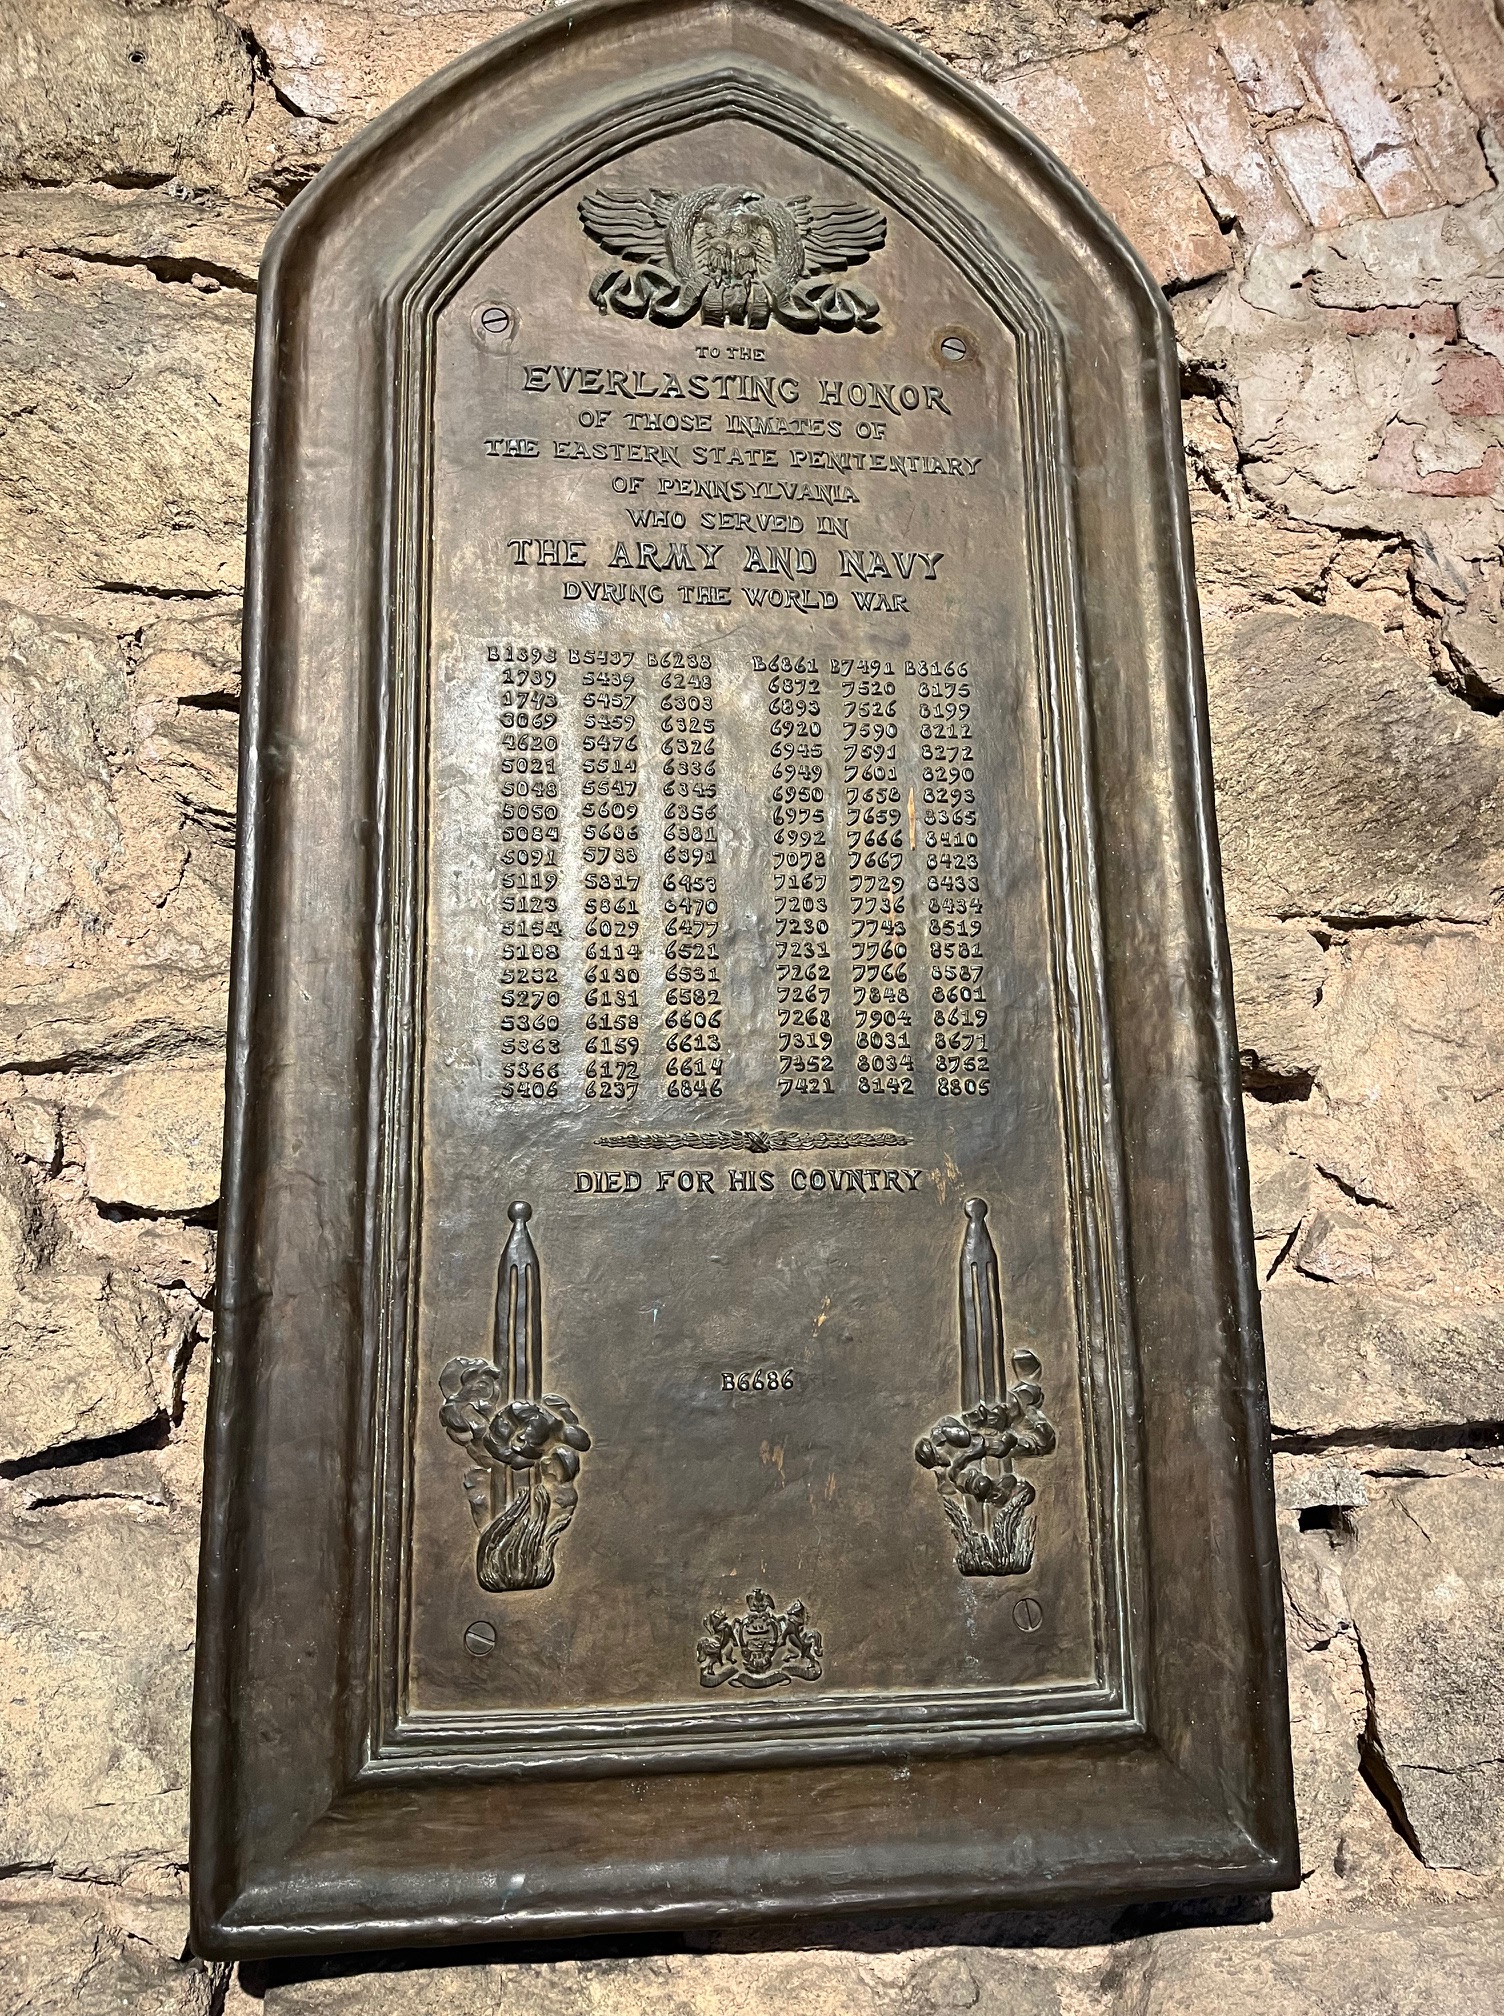 TO THE
EVERLASTING HONOR
OF THOSE INMATES OF
THE EASTERN STATE PENITENTIARY
OF PENNSYLVANIA
WHO SERVED IN
THE ARMY AND NAVY
DVRING THE WORLD WAR
B1393 B5437 B6238 B6861 B7491 B8166
1739 5439 6248 6872 7520 8175
1743 5457 6303 6893 7526 8199
3069 5459 6325 6920 7590 8212
4620 5476 6326 6945 7591 8272
5021 5514 6336 6949 7601 8290
5048 5547 6345 6950 7658 8293
5050 5609 6356 6975 7659 8365
5084 5686 6381 6992 7666 8410
5091 5733 6391 7078 7667 8423
5119 5817 6453 7167 7729 8433
5123 5861 6470 7203 7736 8434
5154 6029 6477 7230 7743 8519
5188 6114 6521 7231 7760 8581
5232 6130 6531 7262 7766 8587
5270 6131 6582 7267 7848 8601
5360 6158 6606 7268 7904 8619
5363 6159 6613 7319 8031 8671
5366 6172 6614 7352 8034 8752
5406 6237 6846 7421 8142 8805
DIED FOR HIS COVNTRY
B6686